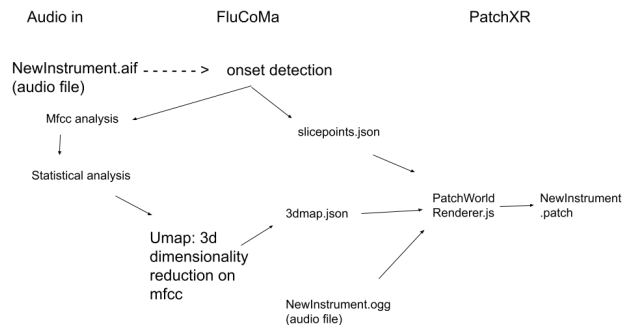 Audio in
FluCoMa
PatchXR
NewInstrument.aif
(audio file)
- - - - - - >
onset detection
Mfcc analysis
slicepoints.json
Statistical analysis
Umap: 3d
dimensionality
reduction on
mfcc
3dmap.json
PatchWorld
Renderer.js
NewInstrument
.patch
NewInstrument.ogg
(audio file)